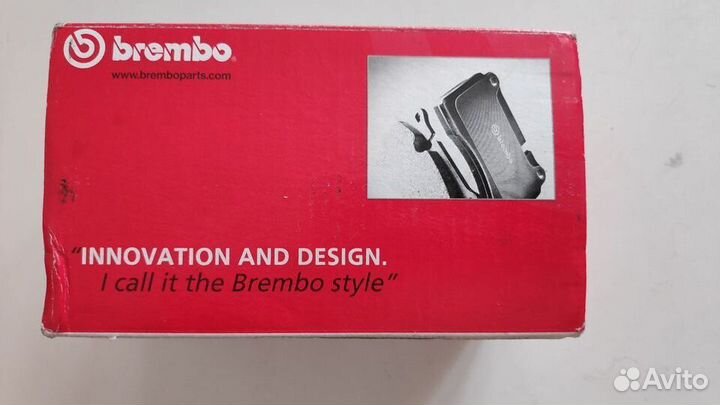 brembo
www.bremboparts.com
brembo
"INNOVATION AND DESIGN.
I call it the Brembo style"
Avito